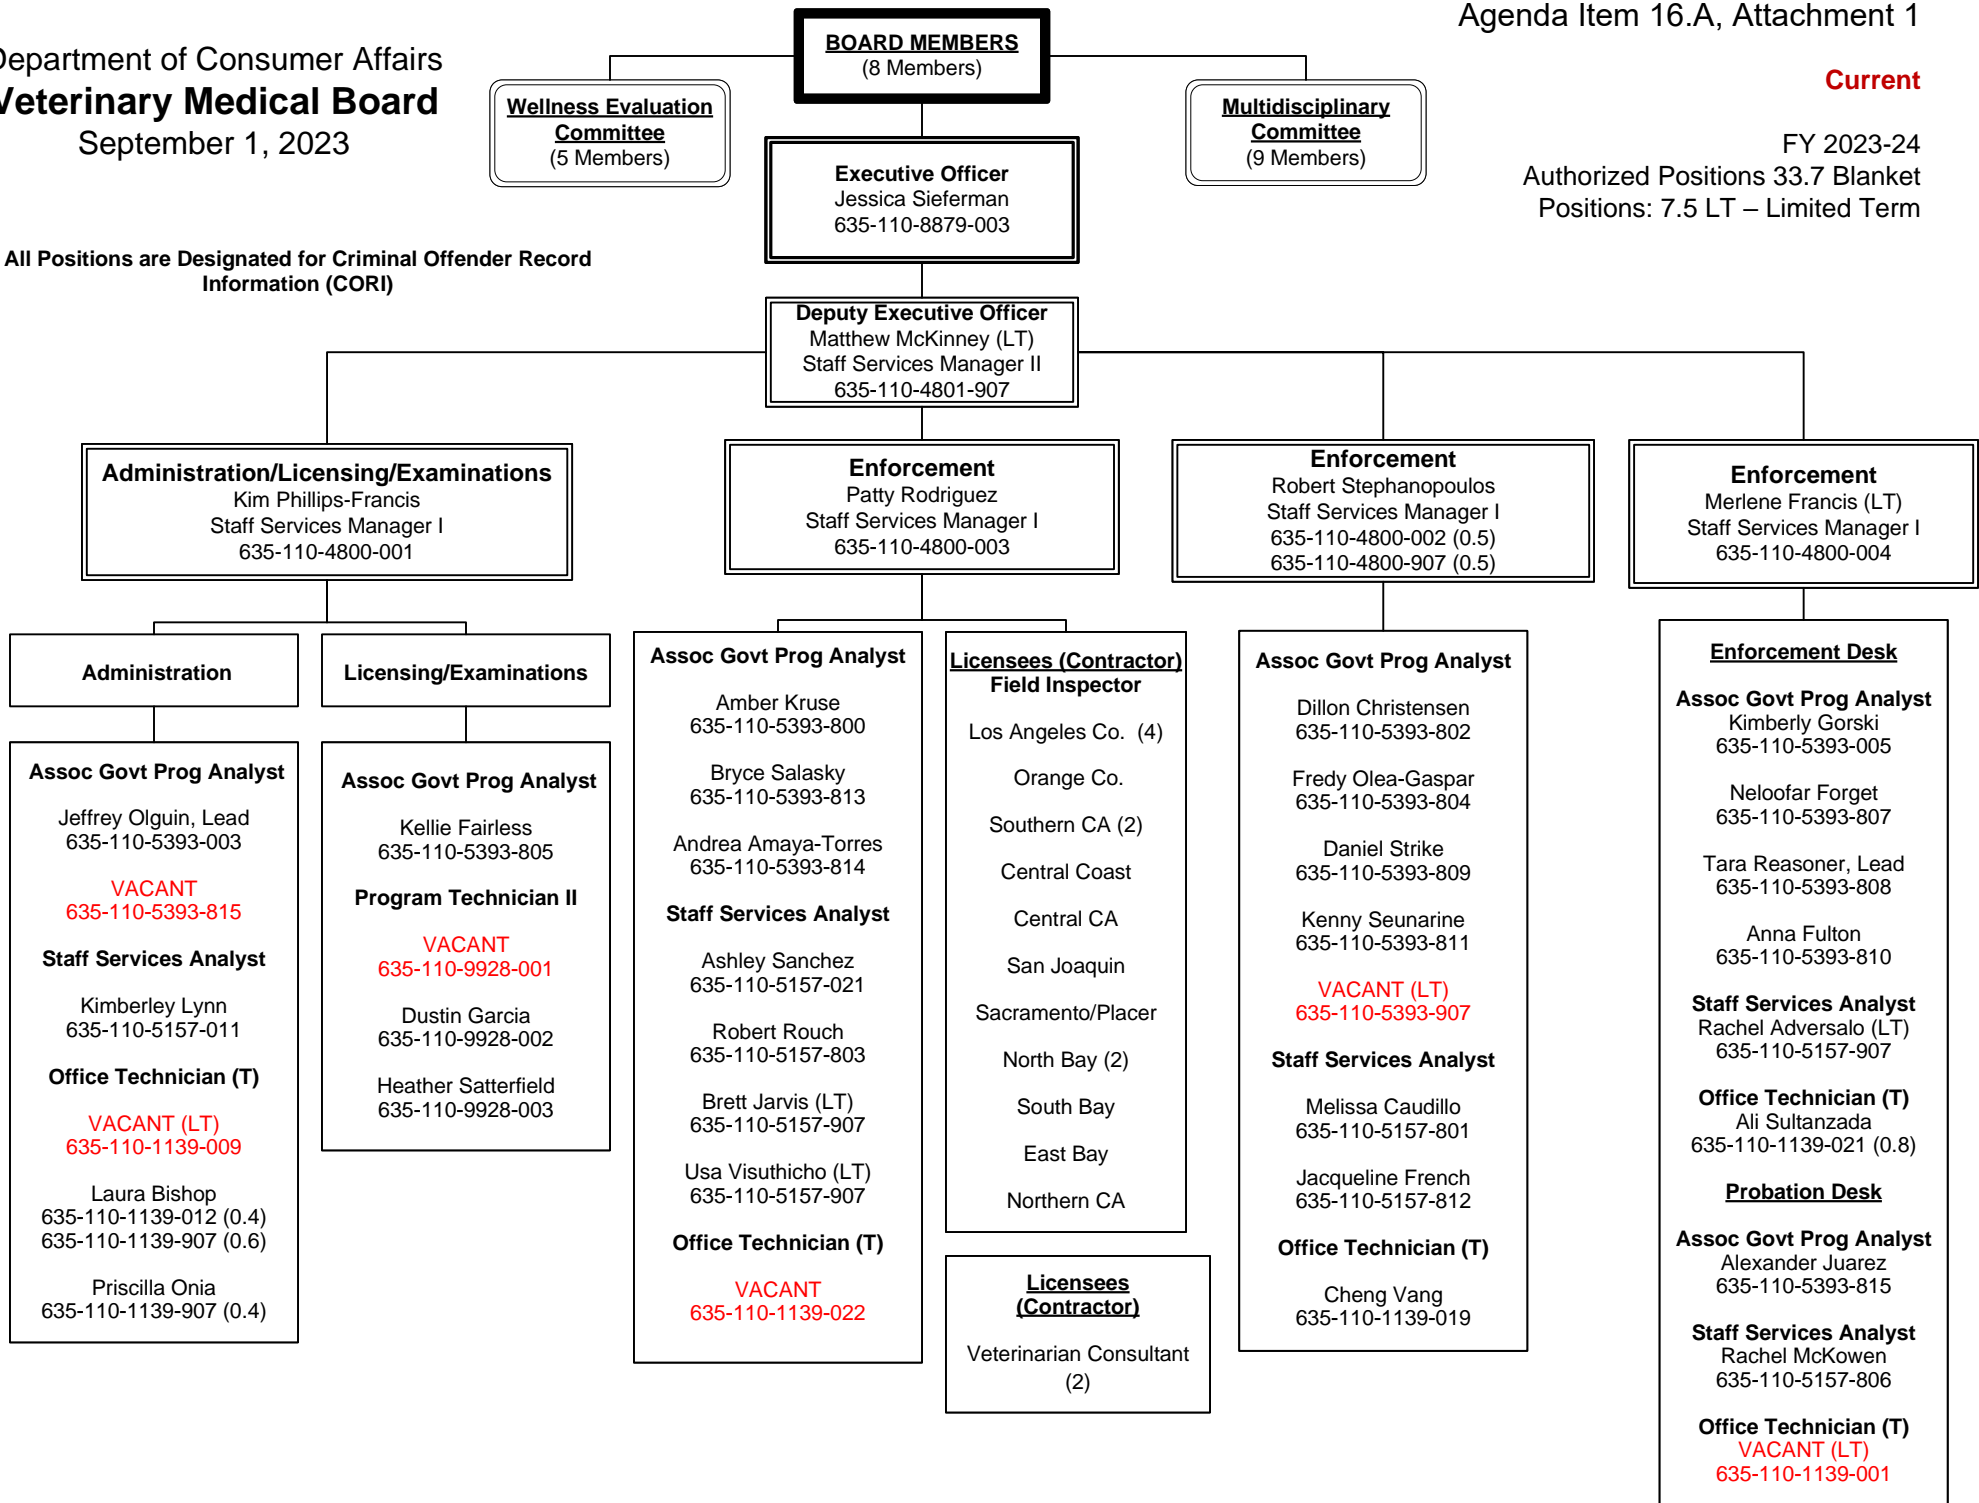 Agenda Item 16.A, Attachment 1
Department of Consumer Affairs
Veterinary Medical Board
September 1, 2023
Current
FY 2023-24
Authorized Positions 33.7 Blanket
Positions: 7.5 LT – Limited Term
All Positions are Designated for Criminal Offender Record
Information (CORI)
BOARD MEMBERS
(8 Members)
Wellness Evaluation
Committee
(5 Members)
Multidisciplinary
Committee
(9 Members)
Executive Officer
Jessica Sieferman
635-110-8879-003
Deputy Executive Officer
Matthew McKinney (LT)
Staff Services Manager II
635-110-4801-907
Administration/Licensing/Examinations
Kim Phillips-Francis
Staff Services Manager I
635-110-4800-001
Enforcement
Patty Rodriguez
Staff Services Manager I
635-110-4800-003
Enforcement
Robert Stephanopoulos
Staff Services Manager I
635-110-4800-002 (0.5)
635-110-4800-907 (0.5)
Enforcement
Merlene Francis (LT)
Staff Services Manager I
635-110-4800-004
Administration
Assoc Govt Prog Analyst
Jeffrey Olguin, Lead
635-110-5393-003
VACANT
635-110-5393-815
Staff Services Analyst
Kimberley Lynn
635-110-5157-011
Office Technician (T)
VACANT (LT)
635-110-1139-009
Laura Bishop
635-110-1139-012 (0.4)
635-110-1139-907 (0.6)
Priscilla Onia
635-110-1139-907 (0.4)
Licensing/Examinations
Assoc Govt Prog Analyst
Kellie Fairless
635-110-5393-805
Program Technician II
VACANT
635-110-9928-001
Dustin Garcia
635-110-9928-002
Heather Satterfield
635-110-9928-003
Assoc Govt Prog Analyst
Amber Kruse
635-110-5393-800
Bryce Salasky
635-110-5393-813
Andrea Amaya-Torres
635-110-5393-814
Staff Services Analyst
Ashley Sanchez
635-110-5157-021
Robert Rouch
635-110-5157-803
Brett Jarvis (LT)
635-110-5157-907
Usa Visuthicho (LT)
635-110-5157-907
Office Technician (T)
VACANT
635-110-1139-022
Licensees (Contractor)
Field Inspector
Los Angeles Co. (4)
Orange Co.
Southern CA (2)
Central Coast
Central CA
San Joaquin
Sacramento/Placer
North Bay (2)
South Bay
East Bay
Northern CA
Licensees
(Contractor)
Veterinarian Consultant
(2)
Assoc Govt Prog Analyst
Dillon Christensen
635-110-5393-802
Fredy Olea-Gaspar
635-110-5393-804
Daniel Strike
635-110-5393-809
Kenny Seunarine
635-110-5393-811
VACANT (LT)
635-110-5393-907
Staff Services Analyst
Melissa Caudillo
635-110-5157-801
Jacqueline French
635-110-5157-812
Office Technician (T)
Cheng Vang
635-110-1139-019
Enforcement Desk
Assoc Govt Prog Analyst
Kimberly Gorski
635-110-5393-005
Neloofar Forget
635-110-5393-807
Tara Reasoner, Lead
635-110-5393-808
Anna Fulton
635-110-5393-810
Staff Services Analyst
Rachel Adversalo (LT)
635-110-5157-907
Office Technician (T)
Ali Sultanzada
635-110-1139-021 (0.8)
Probation Desk
Assoc Govt Prog Analyst
Alexander Juarez
635-110-5393-815
Staff Services Analyst
Rachel McKowen
635-110-5157-806
Office Technician (T)
VACANT (LT)
635-110-1139-001